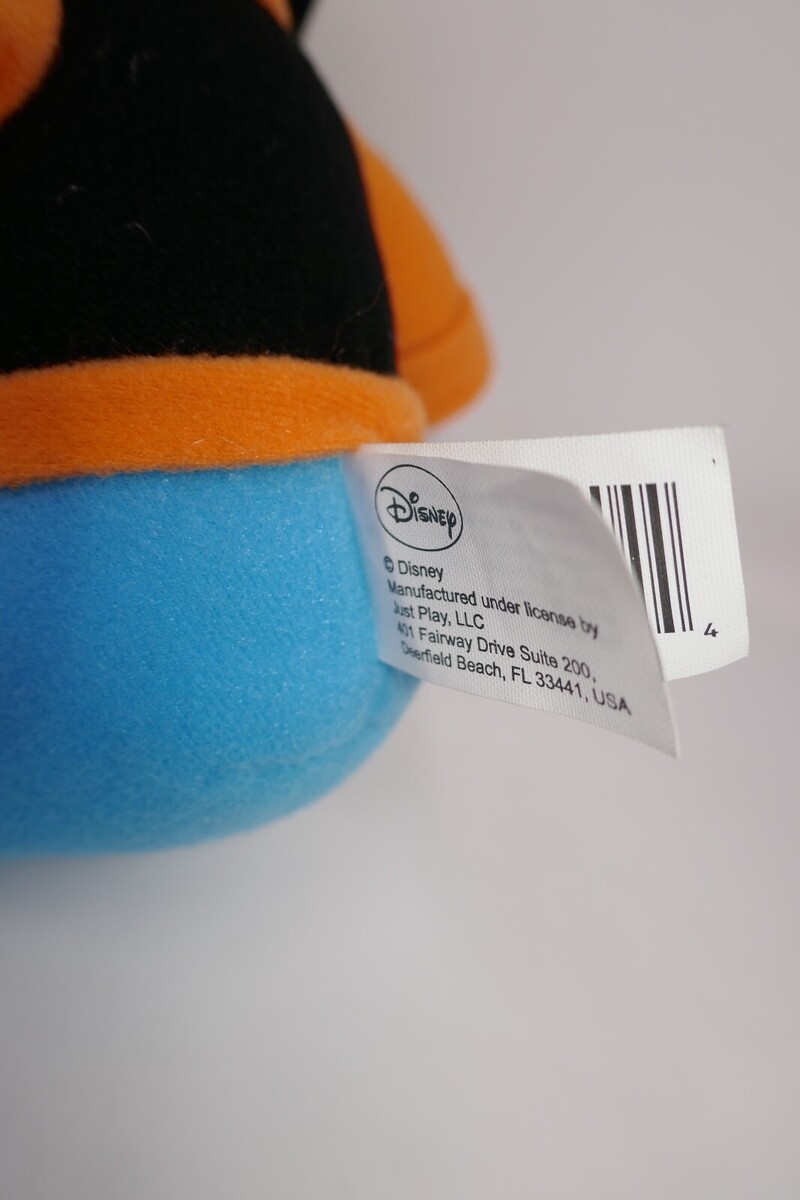 Disney
© Disney
Manufactured under license by
Just Play, LLC
401 Fairway Drive Suite 200,
Deerfield Beach, FL 33441, USA
4